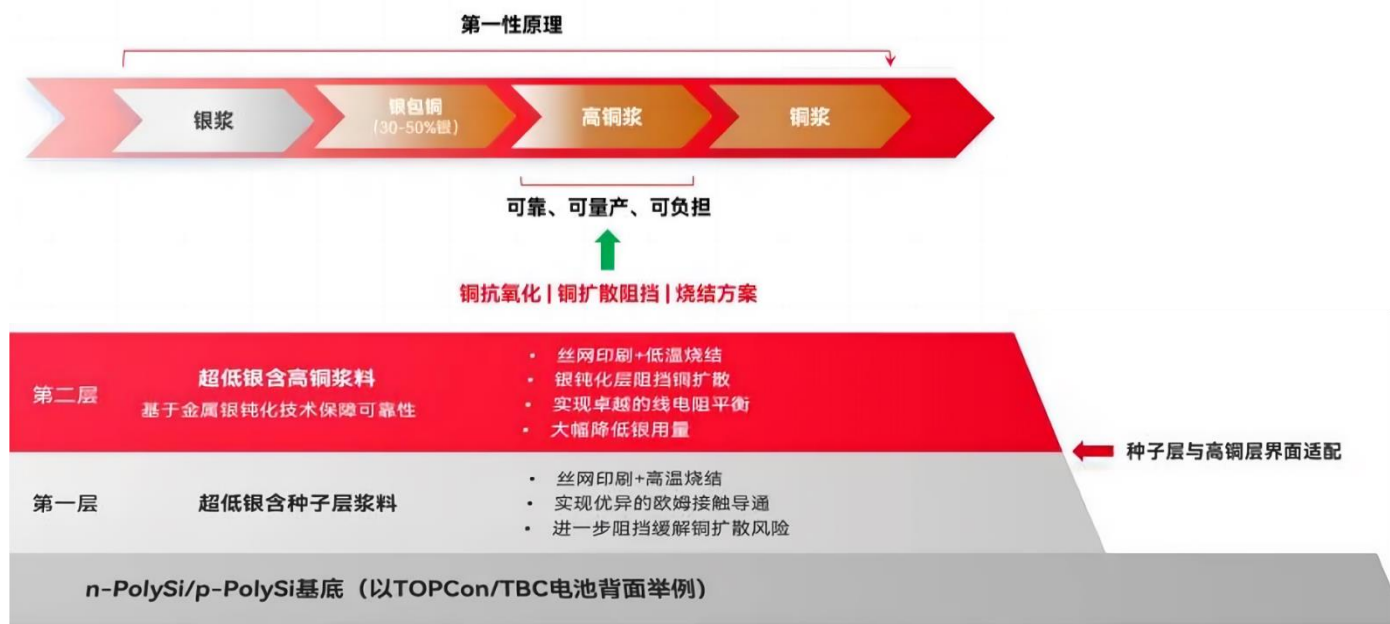 第一性原理
银浆
银包铜
(30-50%银)
高铜浆
铜浆
可靠、可量产、可负担
铜抗氧化 | 铜扩散阻挡 | 烧结方案
第二层
超低银含高铜浆料
基于金属银钝化技术保障可靠性
• 丝网印刷+低温烧结
• 银钝化层阻挡铜扩散
• 实现卓越的线电阻平衡
• 大幅降低银用量
种子层与高铜层界面适配
第一层
超低银含种子层浆料
• 丝网印刷+高温烧结
• 实现优异的欧姆接触导通
• 进一步阻挡缓解铜扩散风险
n-PolySi/p-PolySi基底（以TOPCon/TBC电池背面举例）